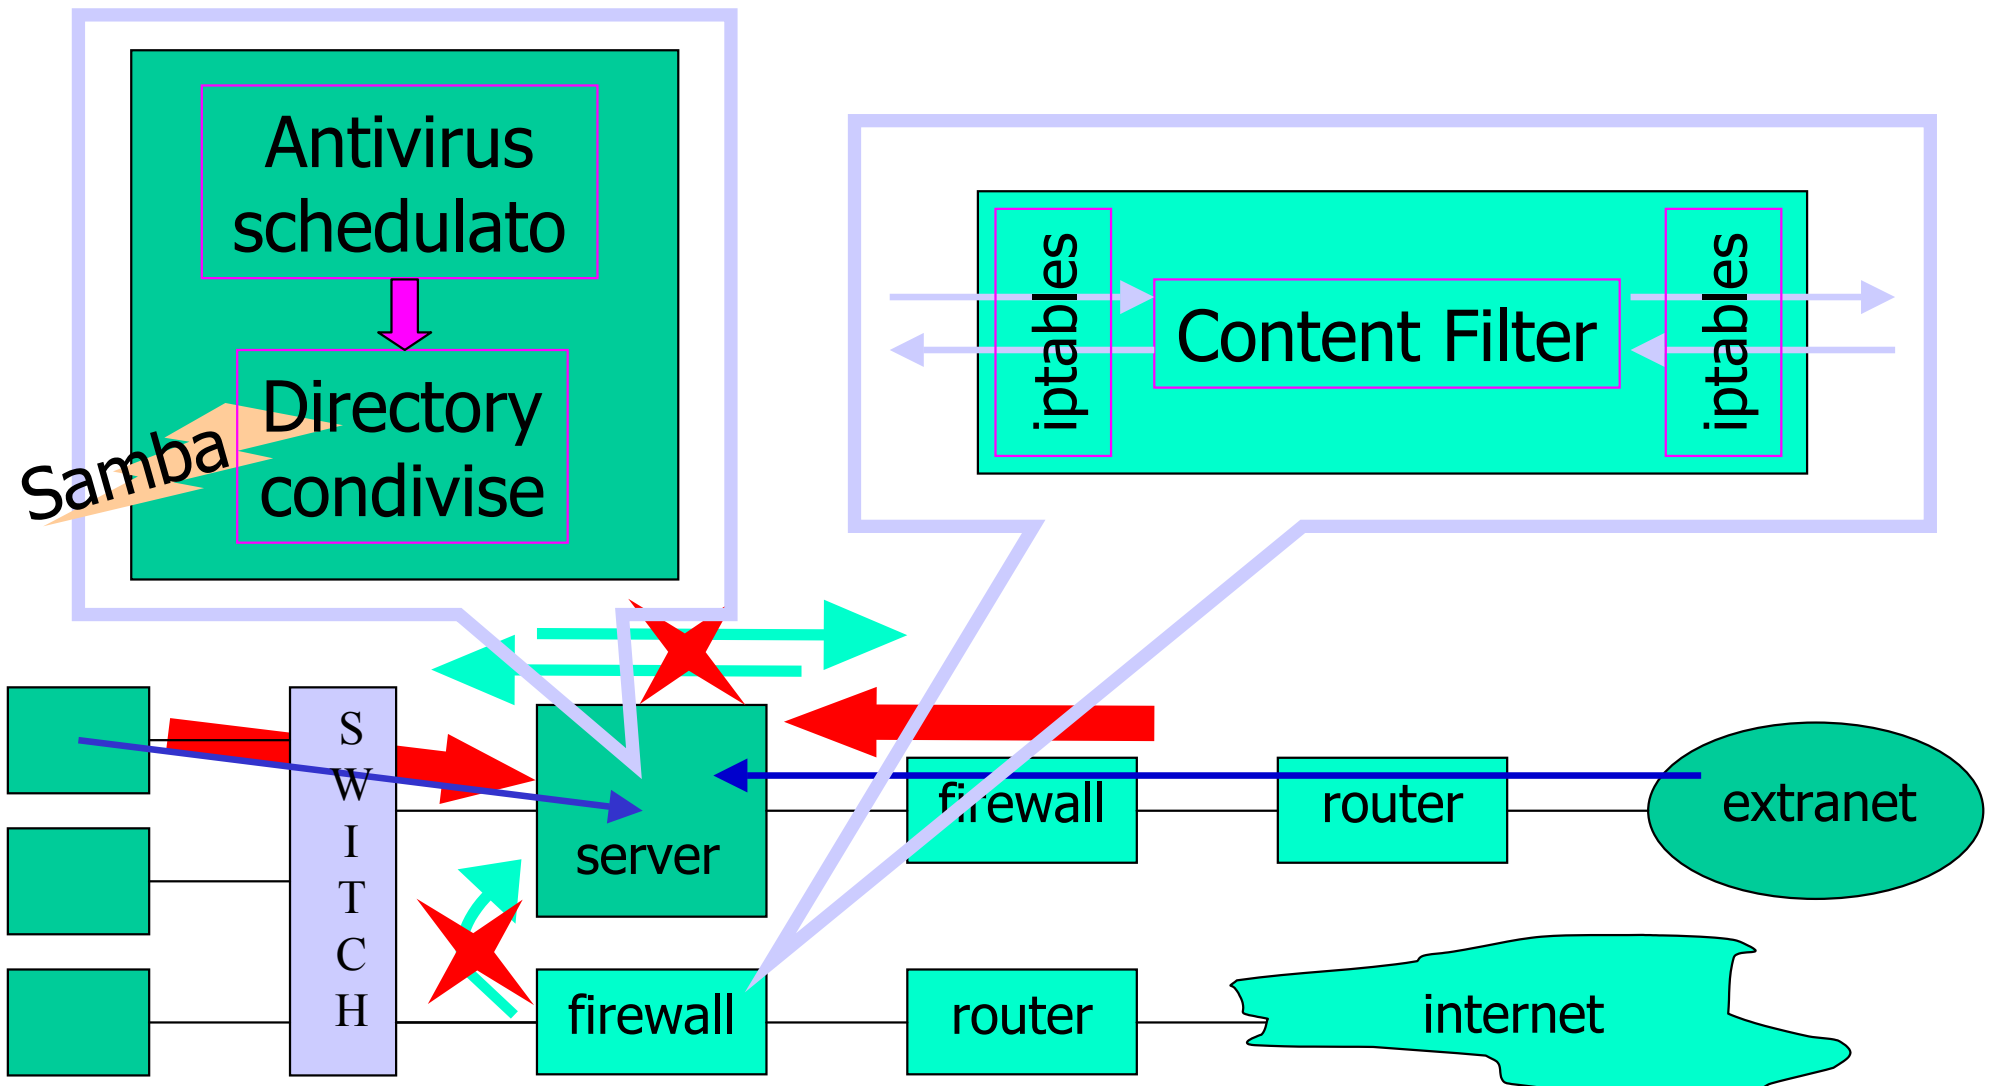 Antivirus
schedulato
Directory
condivise
Samba
iptables
Content Filter
iptables
S
W
I
T
C
H
server
firewall
router
extranet
firewall
router
internet